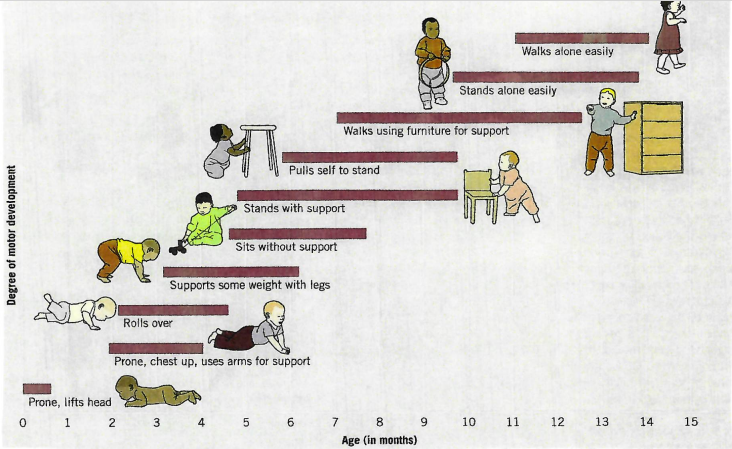 Walks alone easily
Stands alone easily
Walks using furniture for support
Pulls self to stand
Stands with support
Sits without support
Supports some weight with legs
Rolls over
Prone, chest up, uses arms for support
Prone, lifts head
Degree of motor development
0 1 2 3 4 5 6 7 8 9 10 11 12 13 14 15
Age (in months)